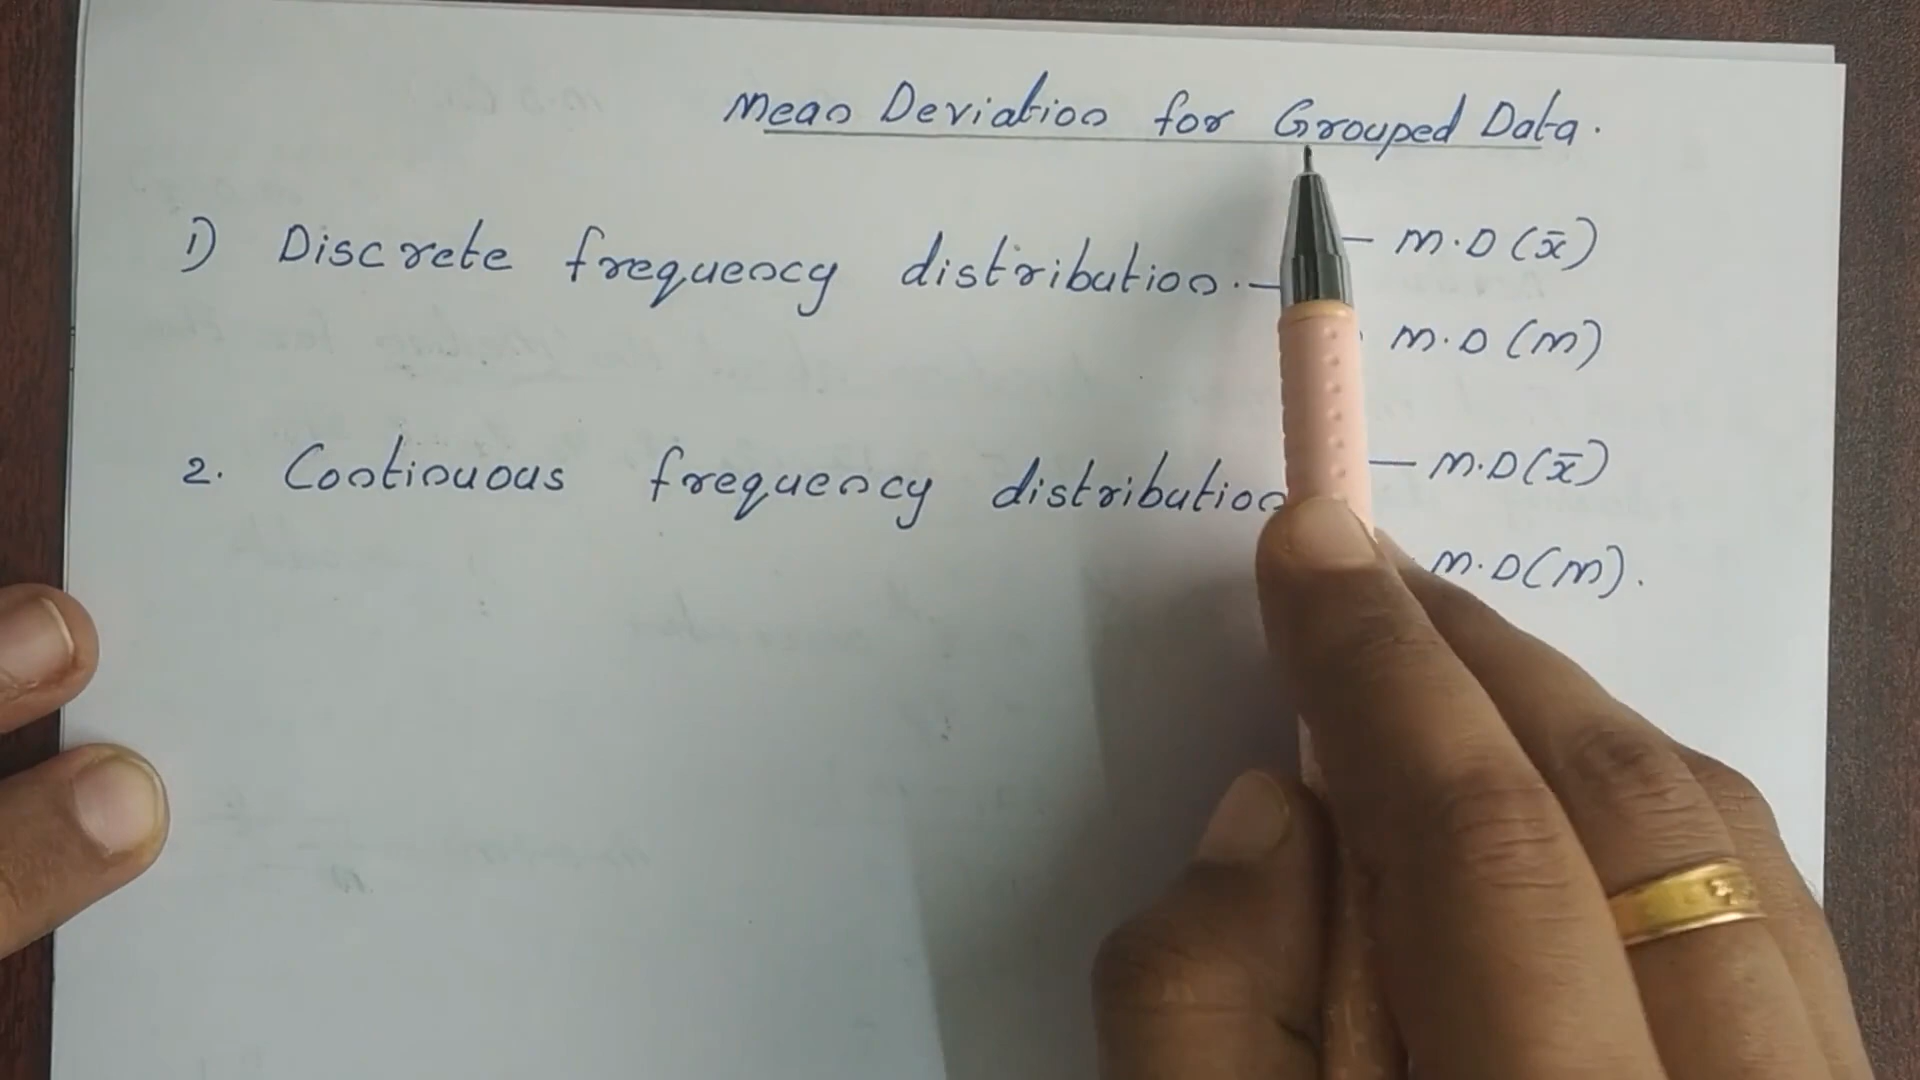 Mean Deviation for Grouped Data.
1) Discrete frequency distribution. — M.D(x̄)
M.D(M)
2. Continuous frequency distribution — M.D(x̄)
M.D(M).